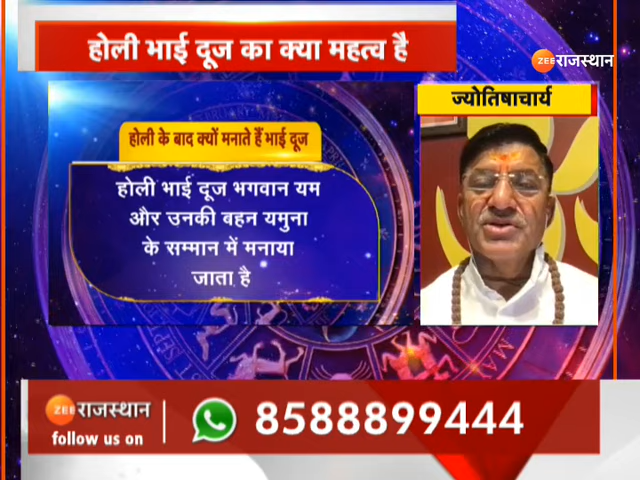 होली भाई दूज का क्या महत्व है
ZEE राजस्थान
ज्योतिषाचार्य
होली के बाद क्यों मनाते हैं भाई दूज
होली भाई दूज भगवान यम
और उनकी बहन यमुना
के सम्मान में मनाया
जाता है
ZEE राजस्थान
follow us on
8588899444